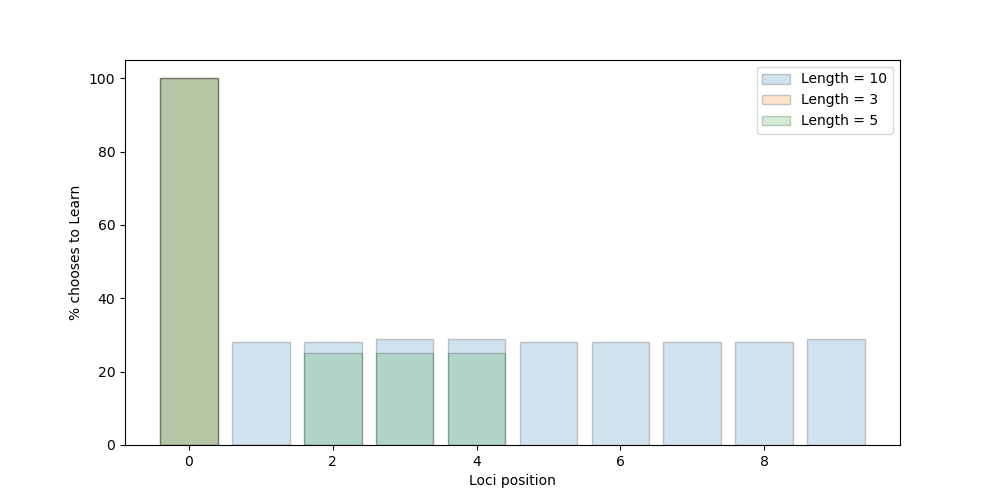 100
80
60
40
20
0
% chooses to Learn
Length = 10
Length = 3
Length = 5
0 2 4 6 8
Loci position